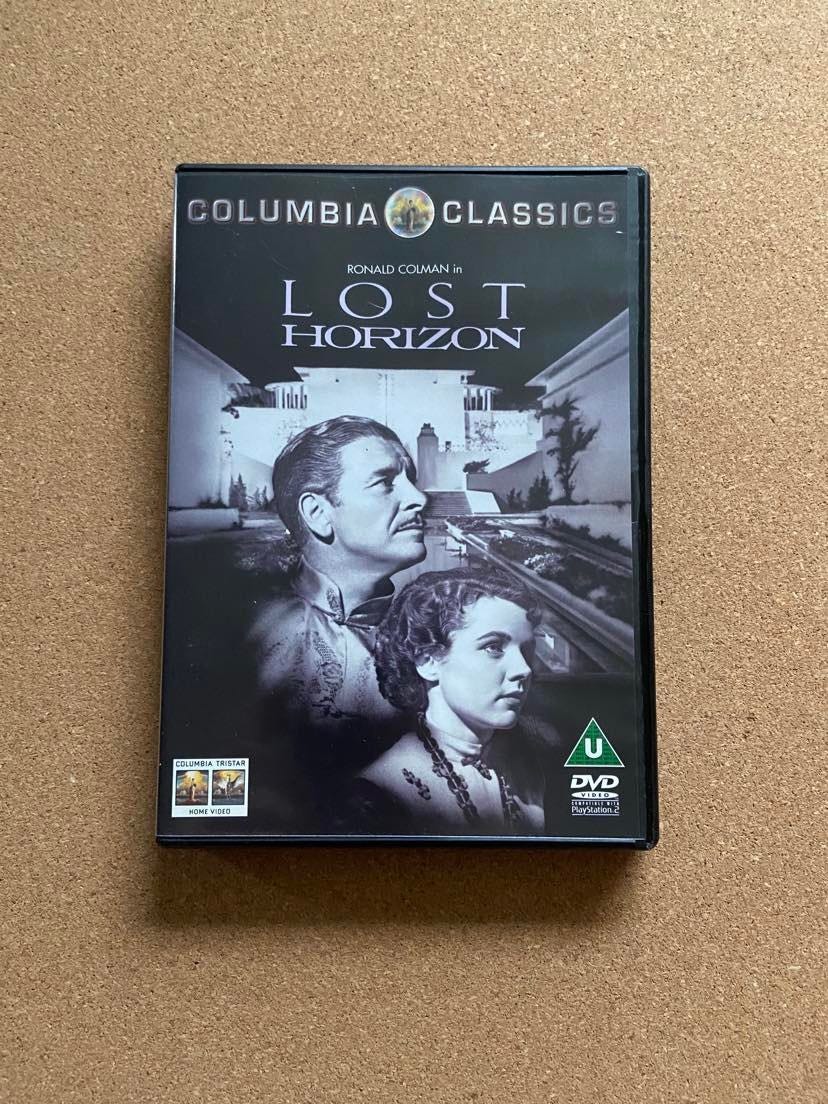 COLUMBIA CLASSICS
RONALD COLMAN in
LOST
HORIZON
U
COLUMBIA TRISTAR
HOME VIDEO
DVD
VIDEO
COMPATIBLE WITH
PlayStation.2